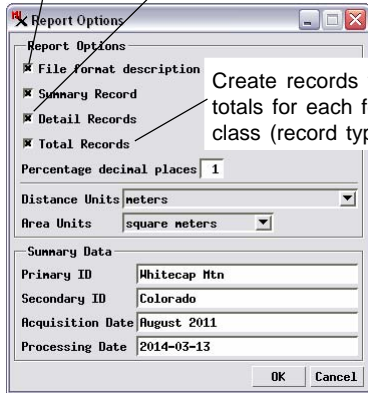 Report Options
Report Options
File format description
Summary Record
Detail Records
Total Records
Create records
totals for each f
class (record typ
Percentage decimal places 1
Distance Units meters
Area Units square meters
Summary Data
Primary ID Whitecap Mtn
Secondary ID Colorado
Acquisition Date August 2011
Processing Date 2014-03-13
OK Cancel